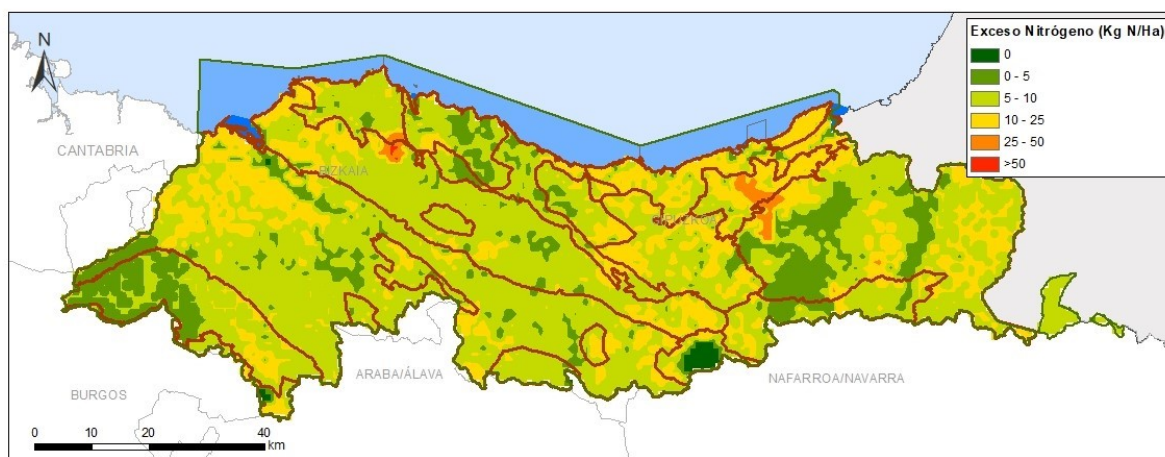 Exceso Nitrógeno (Kg N/Ha)
0
0 - 5
5 - 10
10 - 25
25 - 50
>50
N
CANTABRIA
BIZKAIA
GIPUZKOA
ARABA/ÁLAVA
NAFARROA/NAVARRA
BURGOS
0 10 20 40
km